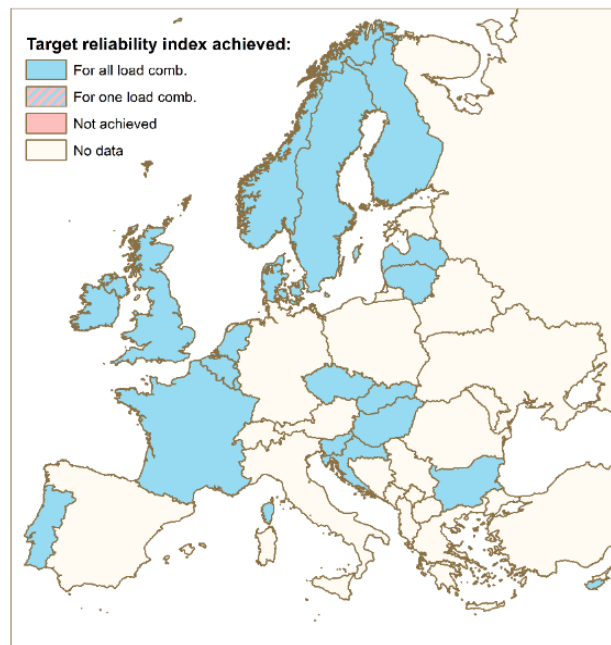 Target reliability index achieved:
For all load comb.
For one load comb.
Not achieved
No data